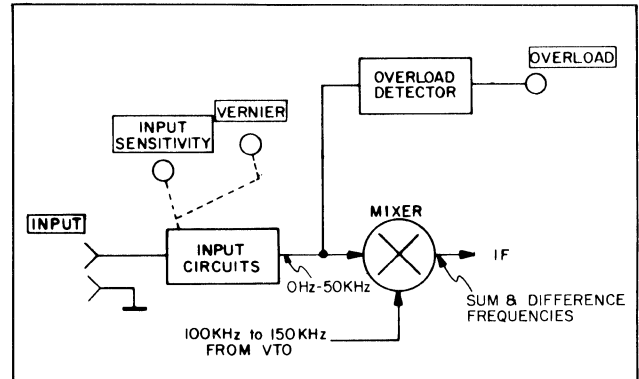 OVERLOAD
OVERLOAD
DETECTOR
VERNIER
INPUT
SENSITIVITY
INPUT
INPUT
CIRCUITS
MIXER
IF
0Hz-50KHz
SUM & DIFFERENCE
FREQUENCIES
100KHz to 150KHz
FROM VTO